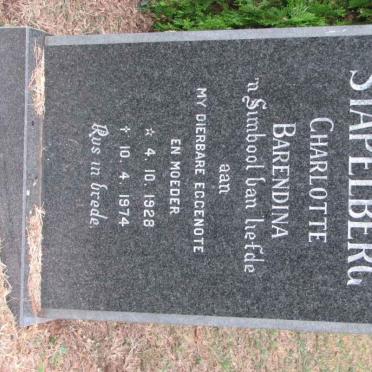 STAPELBERG
CHARLOTTE
BARENDINA
'n Simbool van liefde
aan
MY DIERBARE EGGENOTE
EN MOEDER
☆ 4. 10. 1928
✝ 10. 4. 1974
Rus in vrede